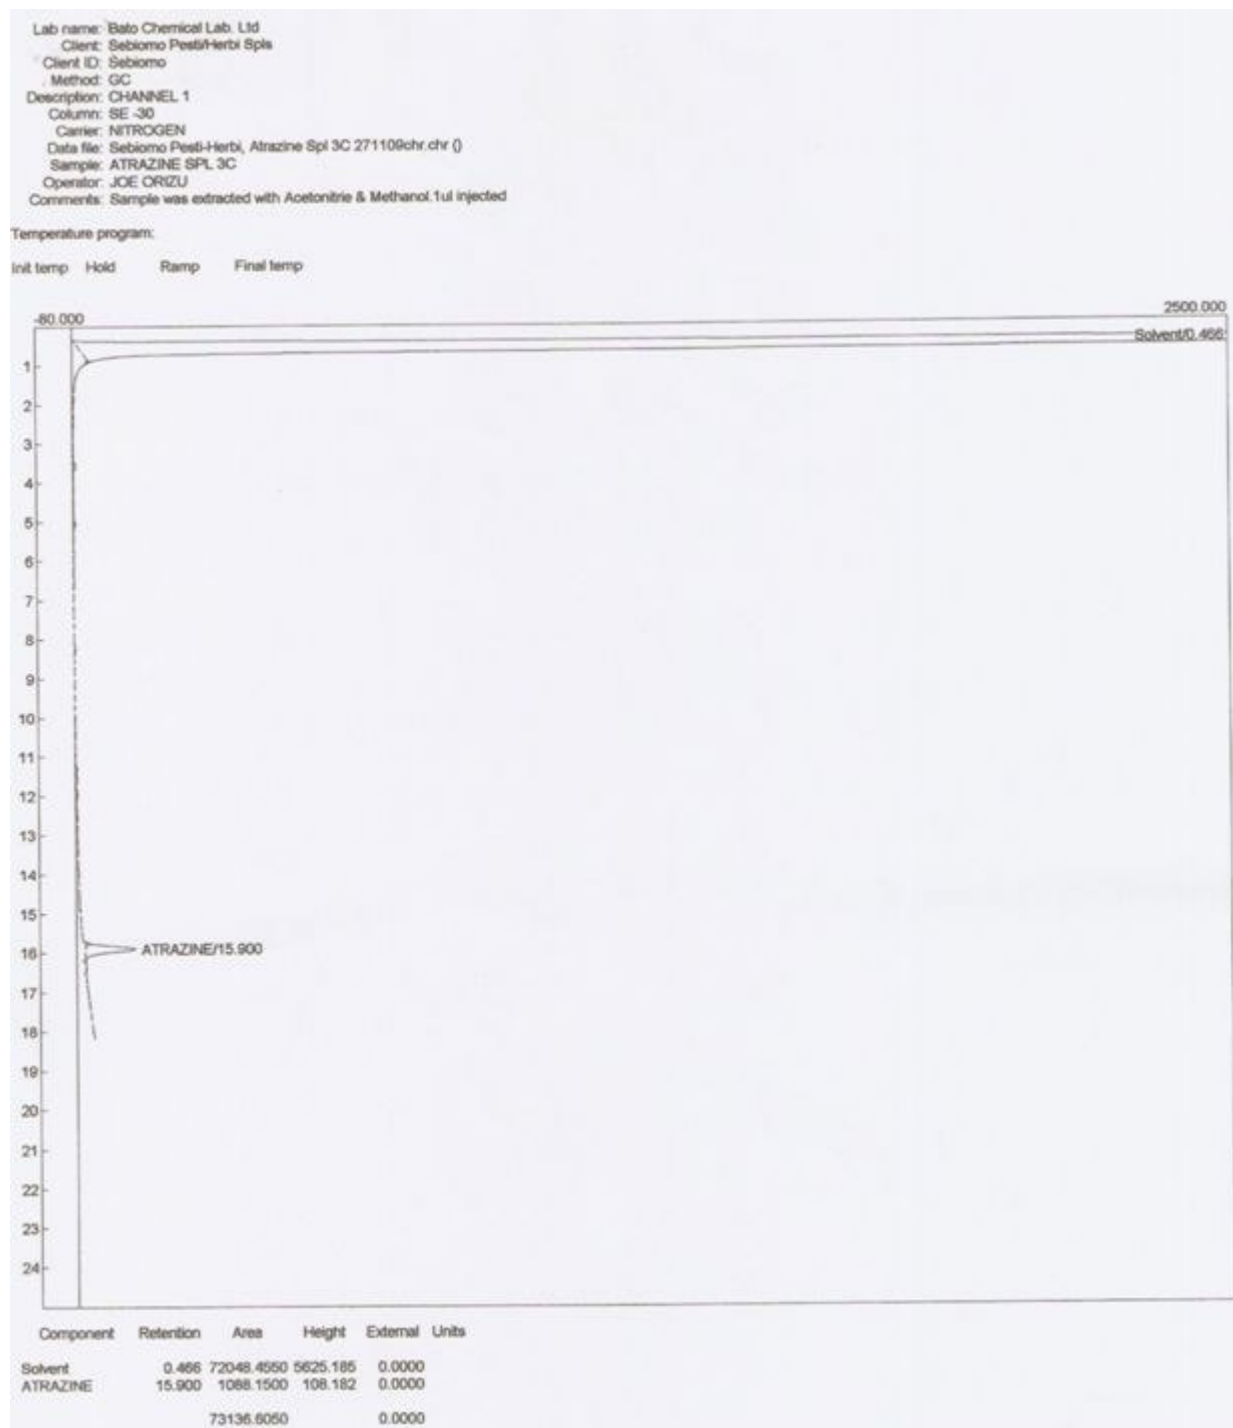 Lab name: Bato Chemical Lab. Ltd
Client: Sebiomo Pesti/Herbi Spls
Client ID: Sebiomo
Method: GC
Description: CHANNEL 1
Column: SE -30
Carrier: NITROGEN
Data file: Sebiomo Pesti-Herbi, Atrazine Spl 3C 271109chr.chr ()
Sample: ATRAZINE SPL 3C
Operator: JOE ORIZU
Comments: Sample was extracted with Acetonitrie & Methanol.1ul injected
Temperature program:
Init temp Hold Ramp Final temp
-80.000 2500.000
Solvent/0.466
1
2
3
4
5
6
7
8
9
10
11
12
13
14
15
16 ATRAZINE/15.900
17
18
19
20
21
22
23
24
Component Retention Area Height External Units
Solvent 0.466 72048.4550 5625.185 0.0000
ATRAZINE 15.900 1088.1500 108.182 0.0000
73136.6050 0.0000